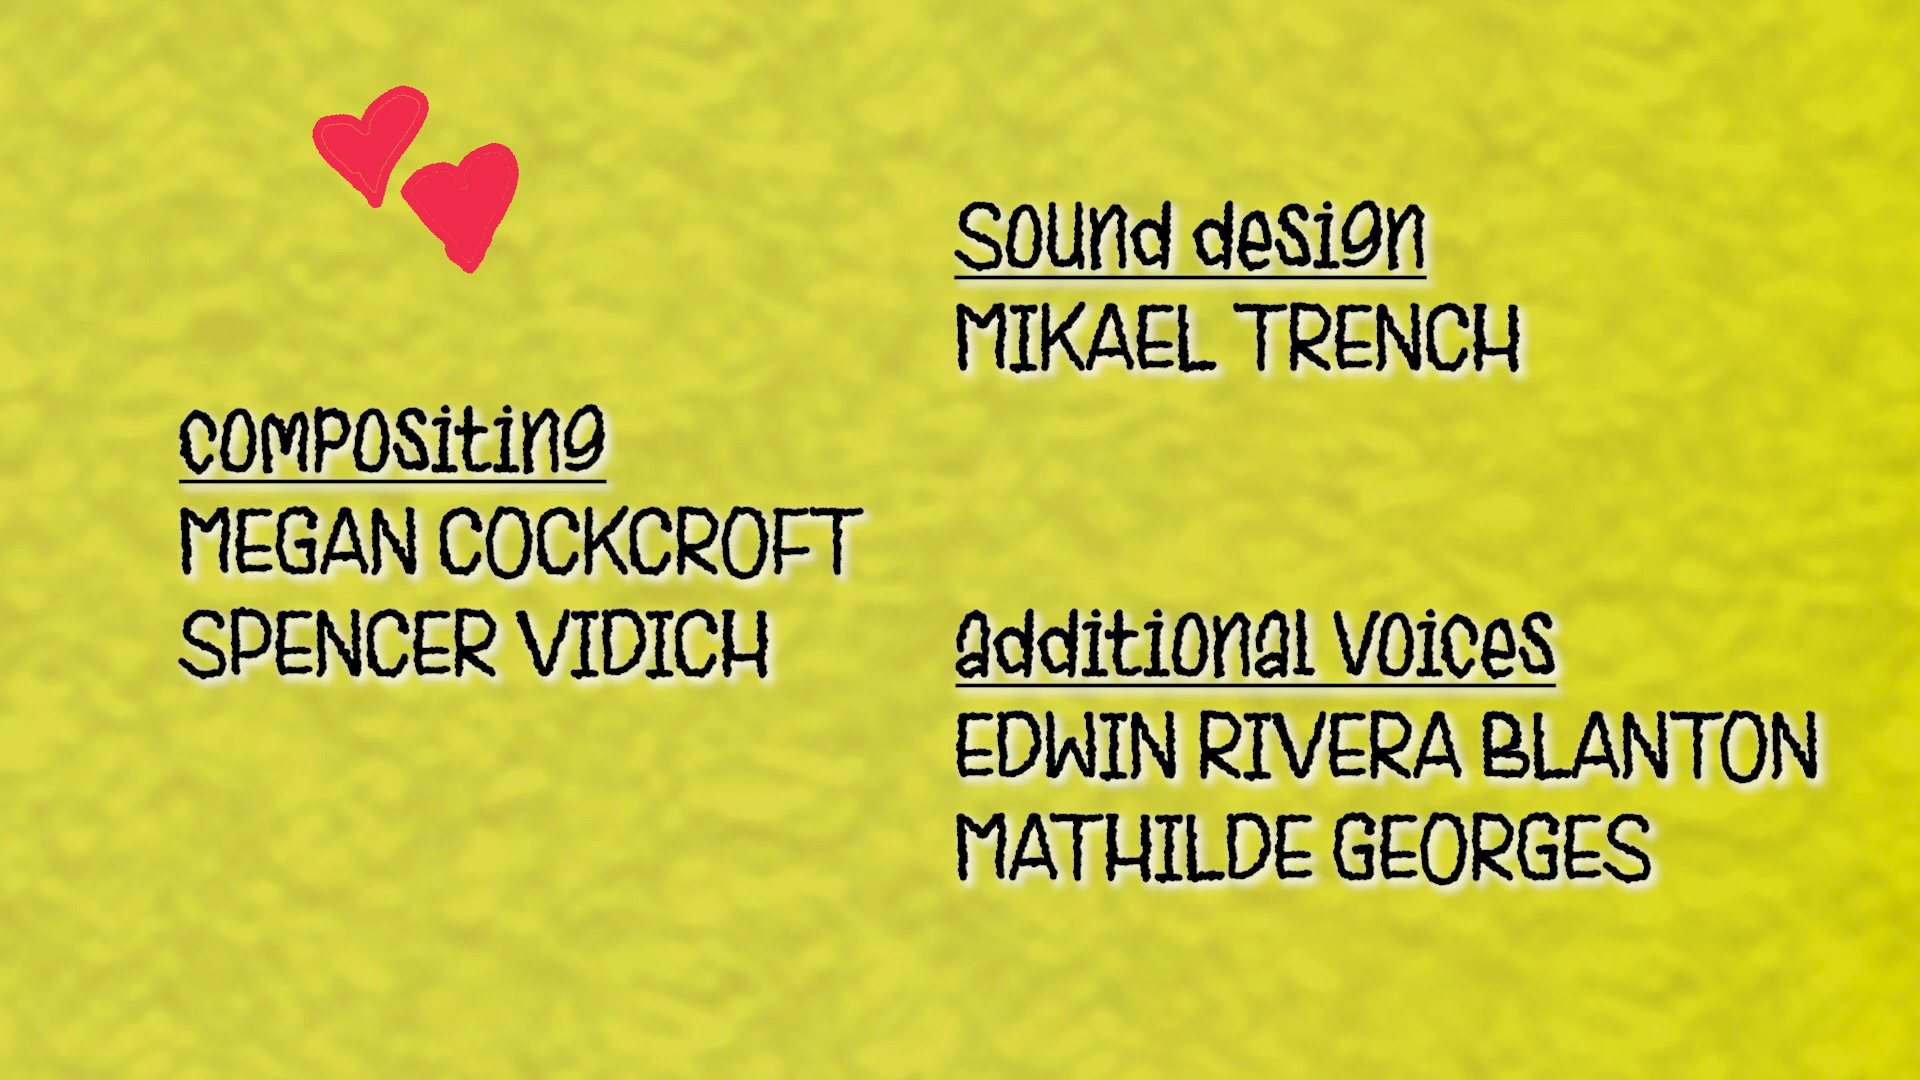 compositing
MEGAN COCKCROFT
SPENCER VIDICH
Sound design
MIKAEL TRENCH
additional voices
EDWIN RIVERA BLANTON
MATHILDE GEORGES